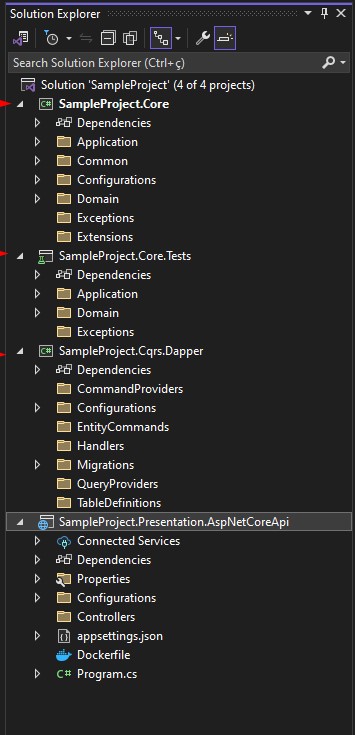 Solution Explorer
Search Solution Explorer (Ctrl+ç)
Solution 'SampleProject' (4 of 4 projects)
C# SampleProject.Core
Dependencies
Application
Common
Configurations
Domain
Exceptions
Extensions
SampleProject.Core.Tests
Dependencies
Application
Domain
Exceptions
C# SampleProject.Cqrs.Dapper
Dependencies
CommandProviders
Configurations
EntityCommands
Handlers
Migrations
QueryProviders
TableDefinitions
SampleProject.Presentation.AspNetCoreApi
Connected Services
Dependencies
Properties
Configurations
Controllers
appsettings.json
Dockerfile
C# Program.cs